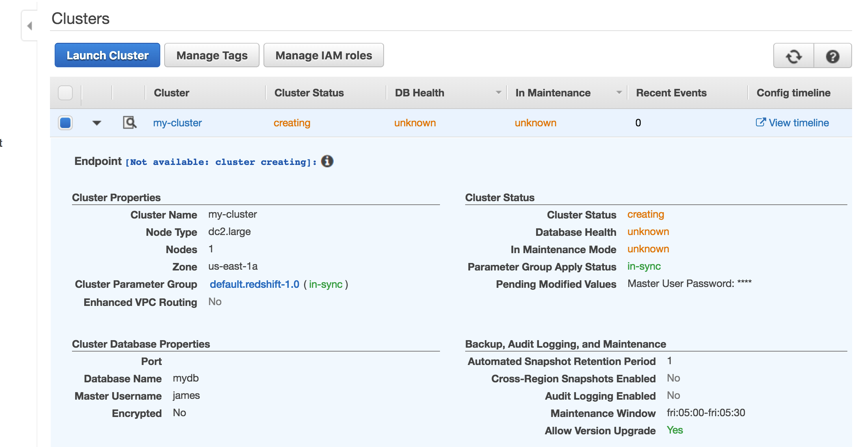 Clusters
Launch Cluster Manage Tags Manage IAM roles
Cluster Cluster Status DB Health In Maintenance Recent Events Config timeline
my-cluster creating unknown unknown 0 View timeline
t
Endpoint [Not available: cluster creating]:
Cluster Properties
Cluster Name my-cluster
Node Type dc2.large
Nodes 1
Zone us-east-1a
Cluster Parameter Group default.redshift-1.0 ( in-sync )
Enhanced VPC Routing No
Cluster Status
Cluster Status creating
Database Health unknown
In Maintenance Mode unknown
Parameter Group Apply Status in-sync
Pending Modified Values Master User Password: ****
Cluster Database Properties
Port
Database Name mydb
Master Username james
Encrypted No
Backup, Audit Logging, and Maintenance
Automated Snapshot Retention Period 1
Cross-Region Snapshots Enabled No
Audit Logging Enabled No
Maintenance Window fri:05:00-fri:05:30
Allow Version Upgrade Yes